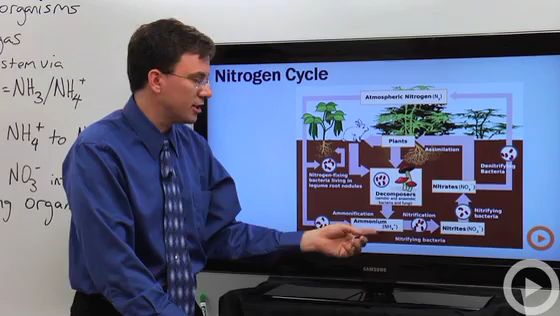 organisms
gas
stem via
= NH₃/NH₄⁺
NH₄⁺ to
NO₃⁻ in
ng organ
Nitrogen Cycle
Atmospheric Nitrogen (N₂)
Plants
Assimilation
Denitrifying
Bacteria
Nitrogen-fixing
bacteria living in
legume root nodules
Decomposers
(aerobic and anaerobic
bacteria and fungi)
Nitrates (NO₃⁻)
Nitrifying
bacteria
Ammonification
Ammonium
(NH₄⁺)
Nitrification
Nitrites (NO₂⁻)
Nitrifying bacteria
SAMSUNG